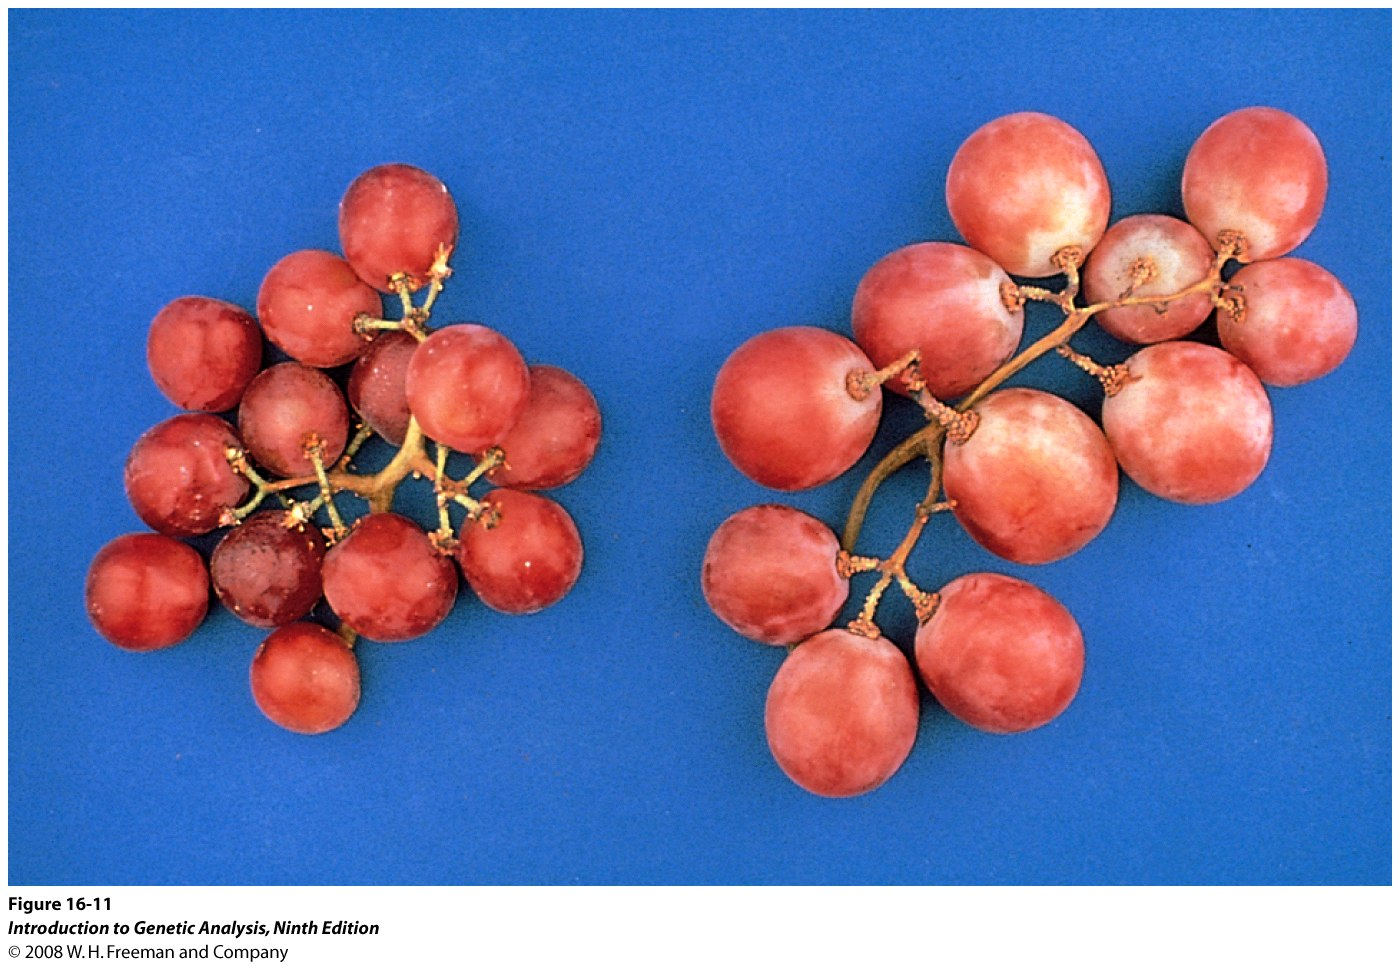 Figure 16-11
Introduction to Genetic Analysis, Ninth Edition
© 2008 W. H. Freeman and Company